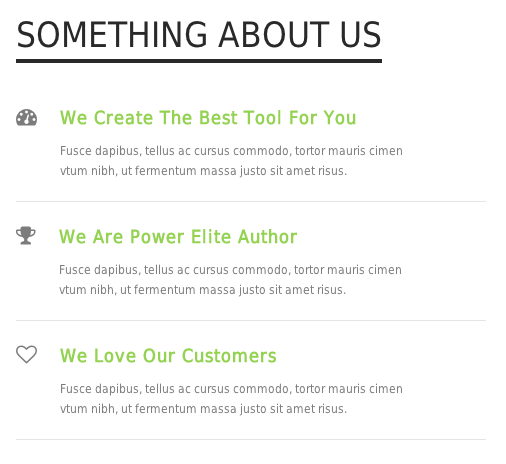 SOMETHING ABOUT US
We Create The Best Tool For You
Fusce dapibus, tellus ac cursus commodo, tortor mauris cimen
vtum nibh, ut fermentum massa justo sit amet risus.
We Are Power Elite Author
Fusce dapibus, tellus ac cursus commodo, tortor mauris cimen
vtum nibh, ut fermentum massa justo sit amet risus.
We Love Our Customers
Fusce dapibus, tellus ac cursus commodo, tortor mauris cimen
vtum nibh, ut fermentum massa justo sit amet risus.